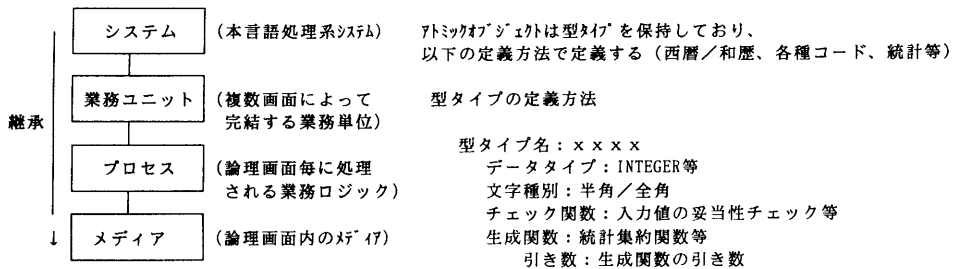 システム
(本言語処理系ｼｽﾃﾑ)
業務ユニット
(複数画面によって
完結する業務単位)
継承
プロセス
(論理画面毎に処理
される業務ロジック)
↓
メディア
(論理画面内のﾒﾃﾞｨｱ)
ｱﾄﾐｯｸｵﾌﾞｼﾞｪｸﾄは型ﾀｲﾌﾟを保持しており、
以下の定義方法で定義する（西暦／和歴、各種コード、統計等）
型タイプの定義方法
型タイプ名：ｘｘｘｘ
データタイプ：INTEGER等
文字種別：半角／全角
チェック関数：入力値の妥当性チェック等
生成関数：統計集約関数等
引き数：生成関数の引き数